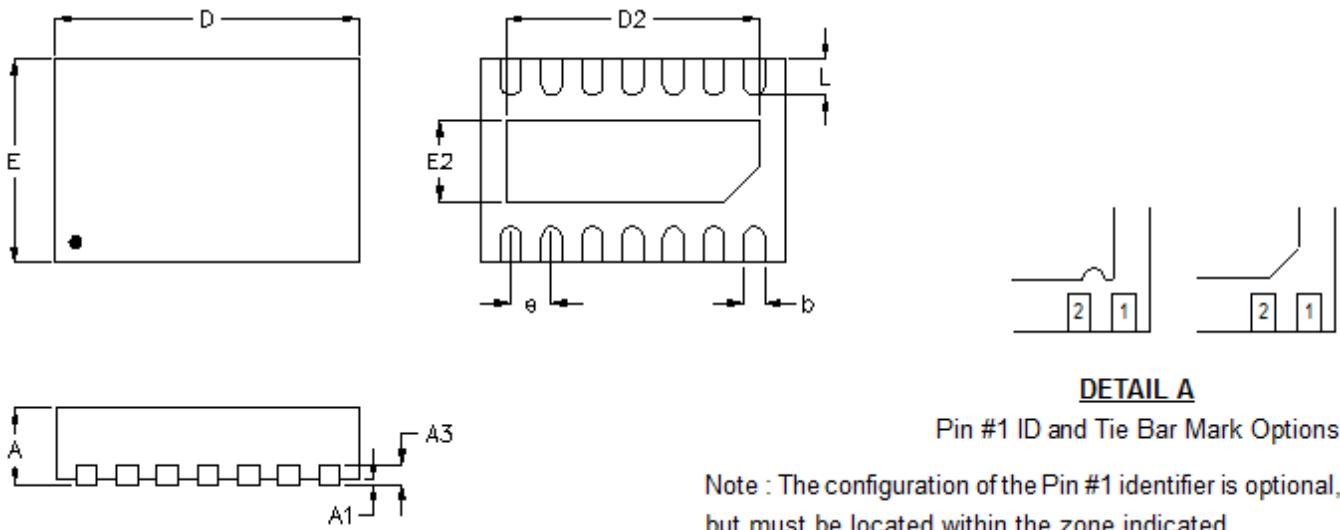 D
E
D2
E2
L
e
b
A
A3
A1
2 1
2 1
DETAIL A
Pin #1 ID and Tie Bar Mark Options
Note : The configuration of the Pin #1 identifier is optional,
but must be located within the zone indicated